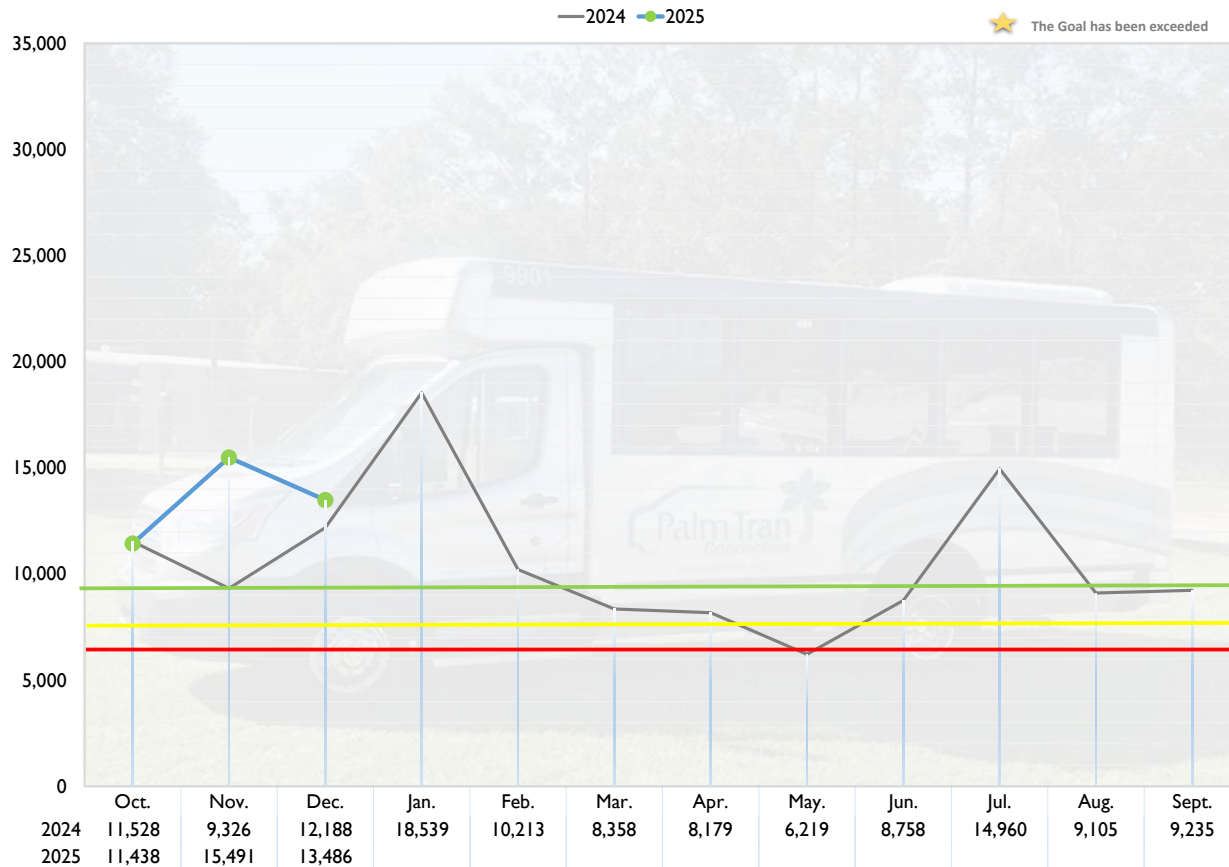 2024 2025
The Goal has been exceeded
35,000
30,000
25,000
20,000
15,000
10,000
5,000
0
9901
PalmTran
Connection
Oct. Nov. Dec. Jan. Feb. Mar. Apr. May. Jun. Jul. Aug. Sept.
2024 11,528 9,326 12,188 18,539 10,213 8,358 8,179 6,219 8,758 14,960 9,105 9,235
2025 11,438 15,491 13,486